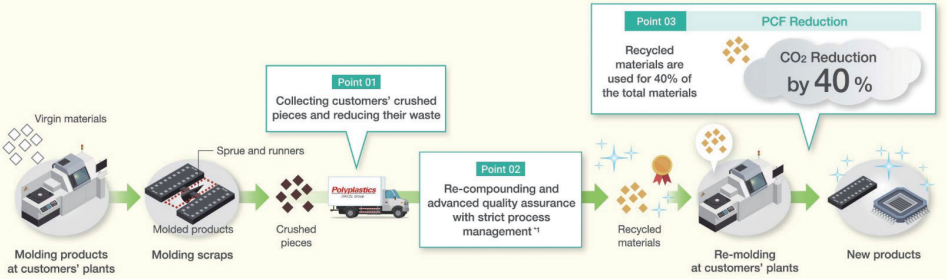 Point 03
PCF Reduction
Recycled
materials are
used for 40% of
the total materials
CO₂ Reduction
by 40 %
Point 01
Collecting customers' crushed
pieces and reducing their waste
Virgin materials
Sprue and runners
Point 02
Re-compounding and
advanced quality assurance
with strict process
management *1
Polyplastics
Molded products
Crushed
pieces
Recycled
materials
Molding products
at customers' plants
Molding scraps
Re-molding
at customers' plants
New products